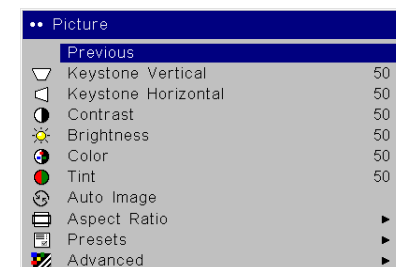 •• Picture
Previous
Keystone Vertical 50
Keystone Horizontal 50
Contrast 50
Brightness 50
Color 50
Tint 50
Auto Image
Aspect Ratio
Presets
Advanced